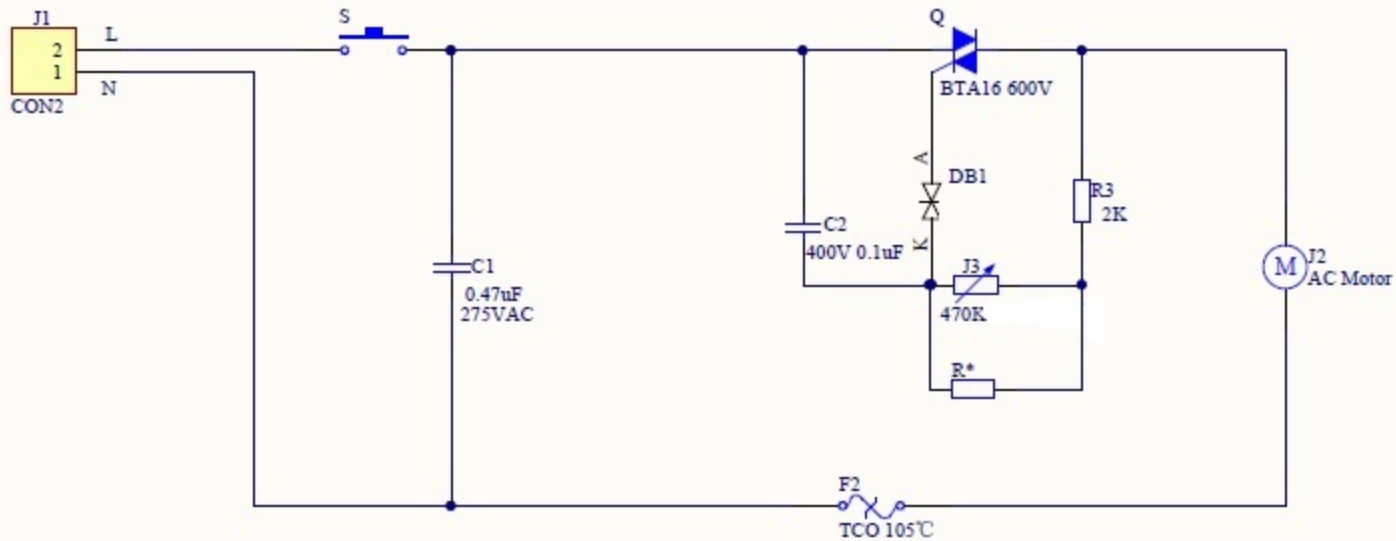 J1
2
1
CON2
L
N
S
C1
0.47uF
275VAC
C2
400V 0.1uF
Q
BTA16 600V
A
DB1
K
J3
470K
R*
R3
2K
J2
M
AC Motor
F2
TCO 105℃